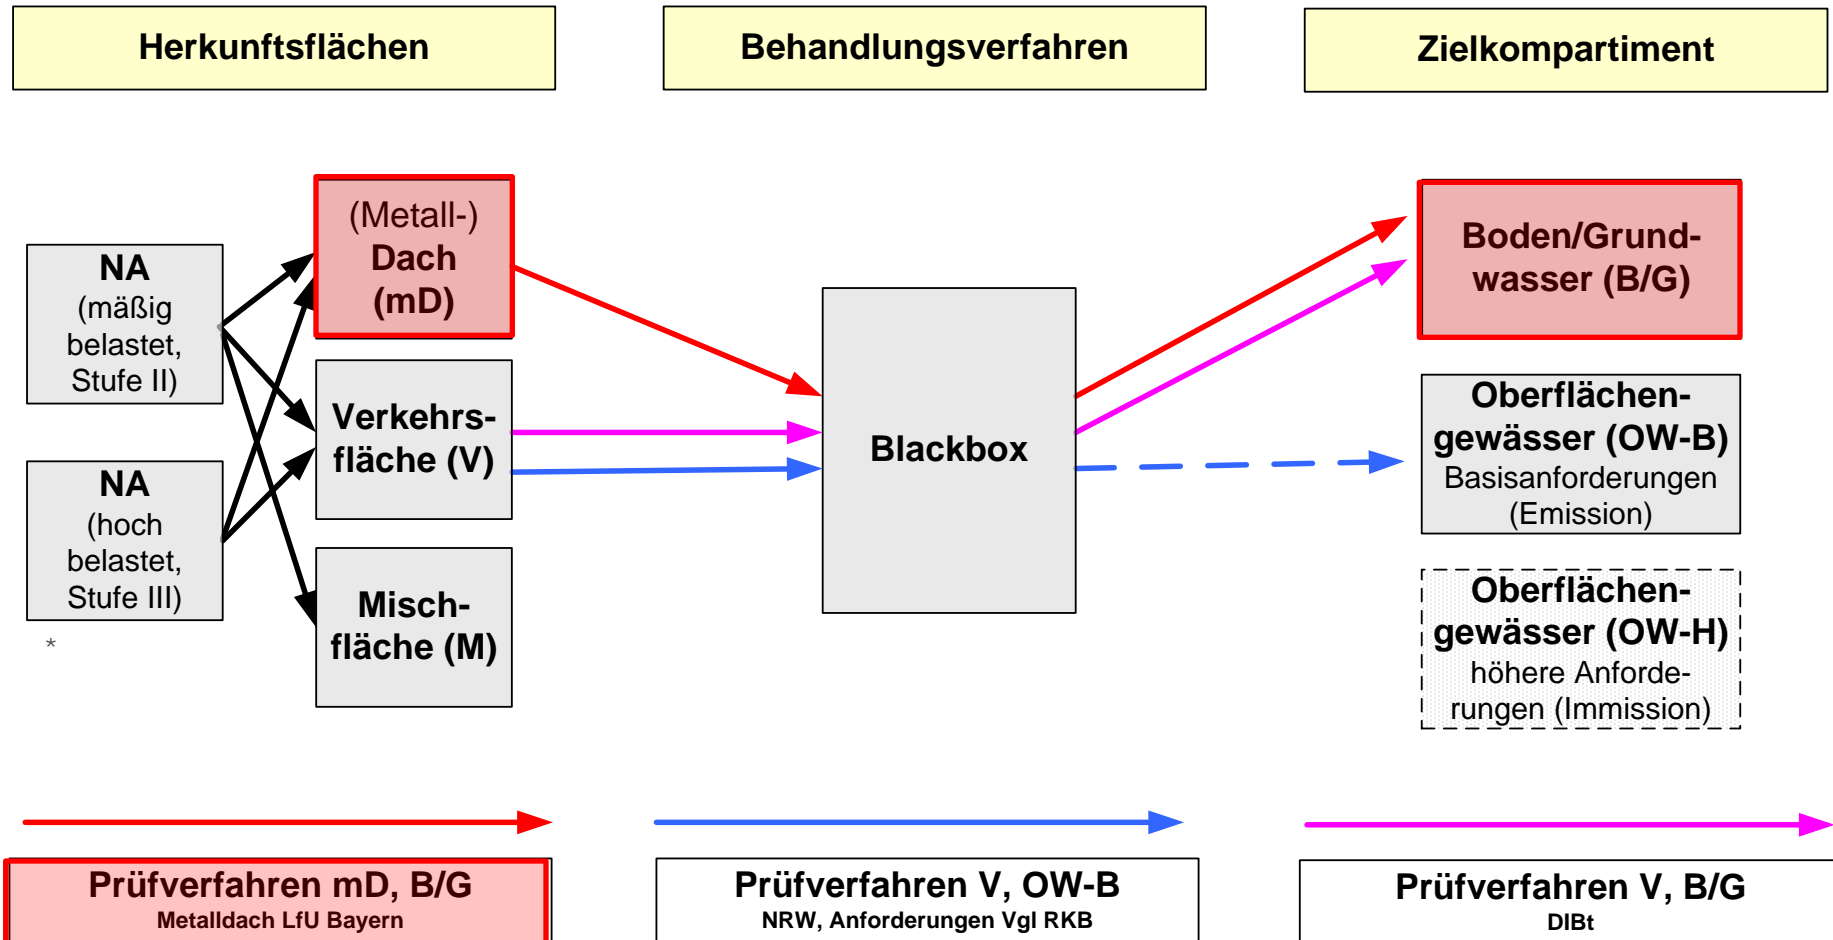 Herkunftsflächen
Behandlungsverfahren
Zielkompartiment
NA
(mäßig
belastet,
Stufe II)
NA
(hoch
belastet,
Stufe III)
*
(Metall-)
Dach
(mD)
Verkehrs-
fläche (V)
Misch-
fläche (M)
Blackbox
Boden/Grund-
wasser (B/G)
Oberflächen-
gewässer (OW-B)
Basisanforderungen
(Emission)
Oberflächen-
gewässer (OW-H)
höhere Anforde-
rungen (Immission)
Prüfverfahren mD, B/G
Metalldach LfU Bayern
Prüfverfahren V, OW-B
NRW, Anforderungen Vgl RKB
Prüfverfahren V, B/G
DIBt